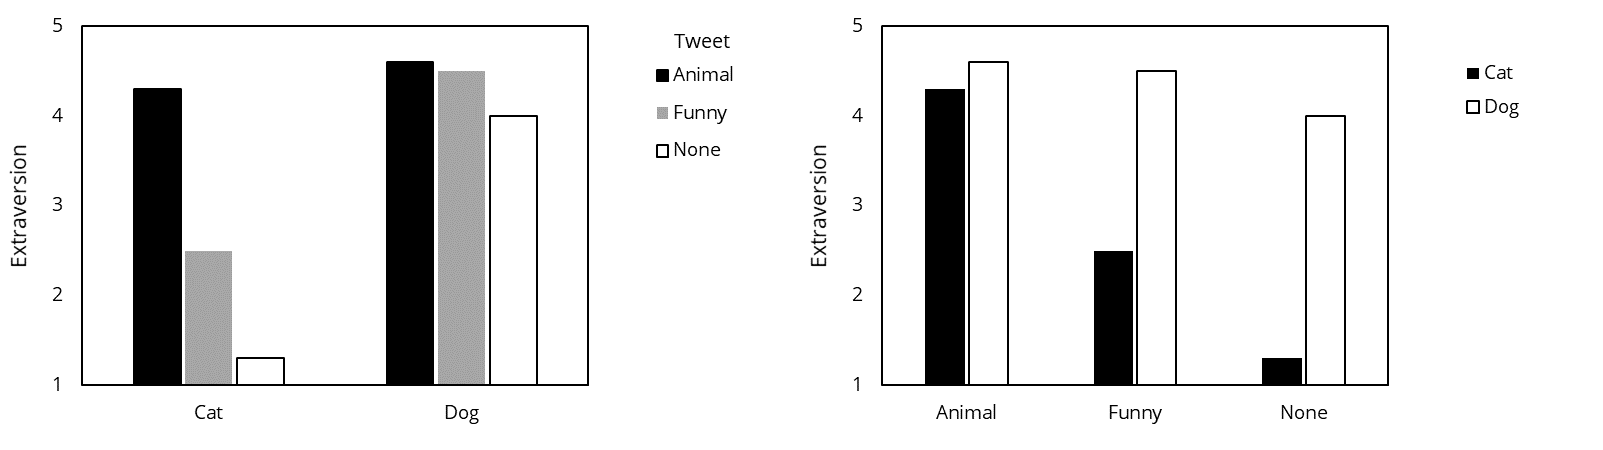 5
4
3
2
1
Extraversion
Cat
Dog
Tweet
Animal
Funny
None
5
4
3
2
1
Extraversion
Animal
Funny
None
Cat
Dog